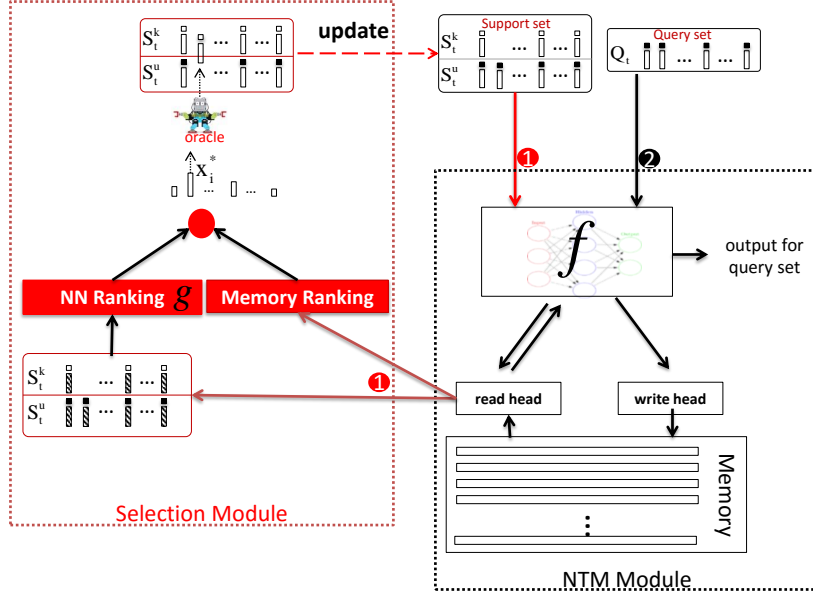 S_t^k ... ... ...
S_t^u ... ... ...
update
Support set
S_t^k ... ...
S_t^u ... ...
Query set
Q_t ... ...
oracle
x_i^*
... ...
1
2
f
output for
query set
NN Ranking g
Memory Ranking
S_t^k ... ...
S_t^u ... ...
1
read head
write head
Memory
...
Selection Module
NTM Module